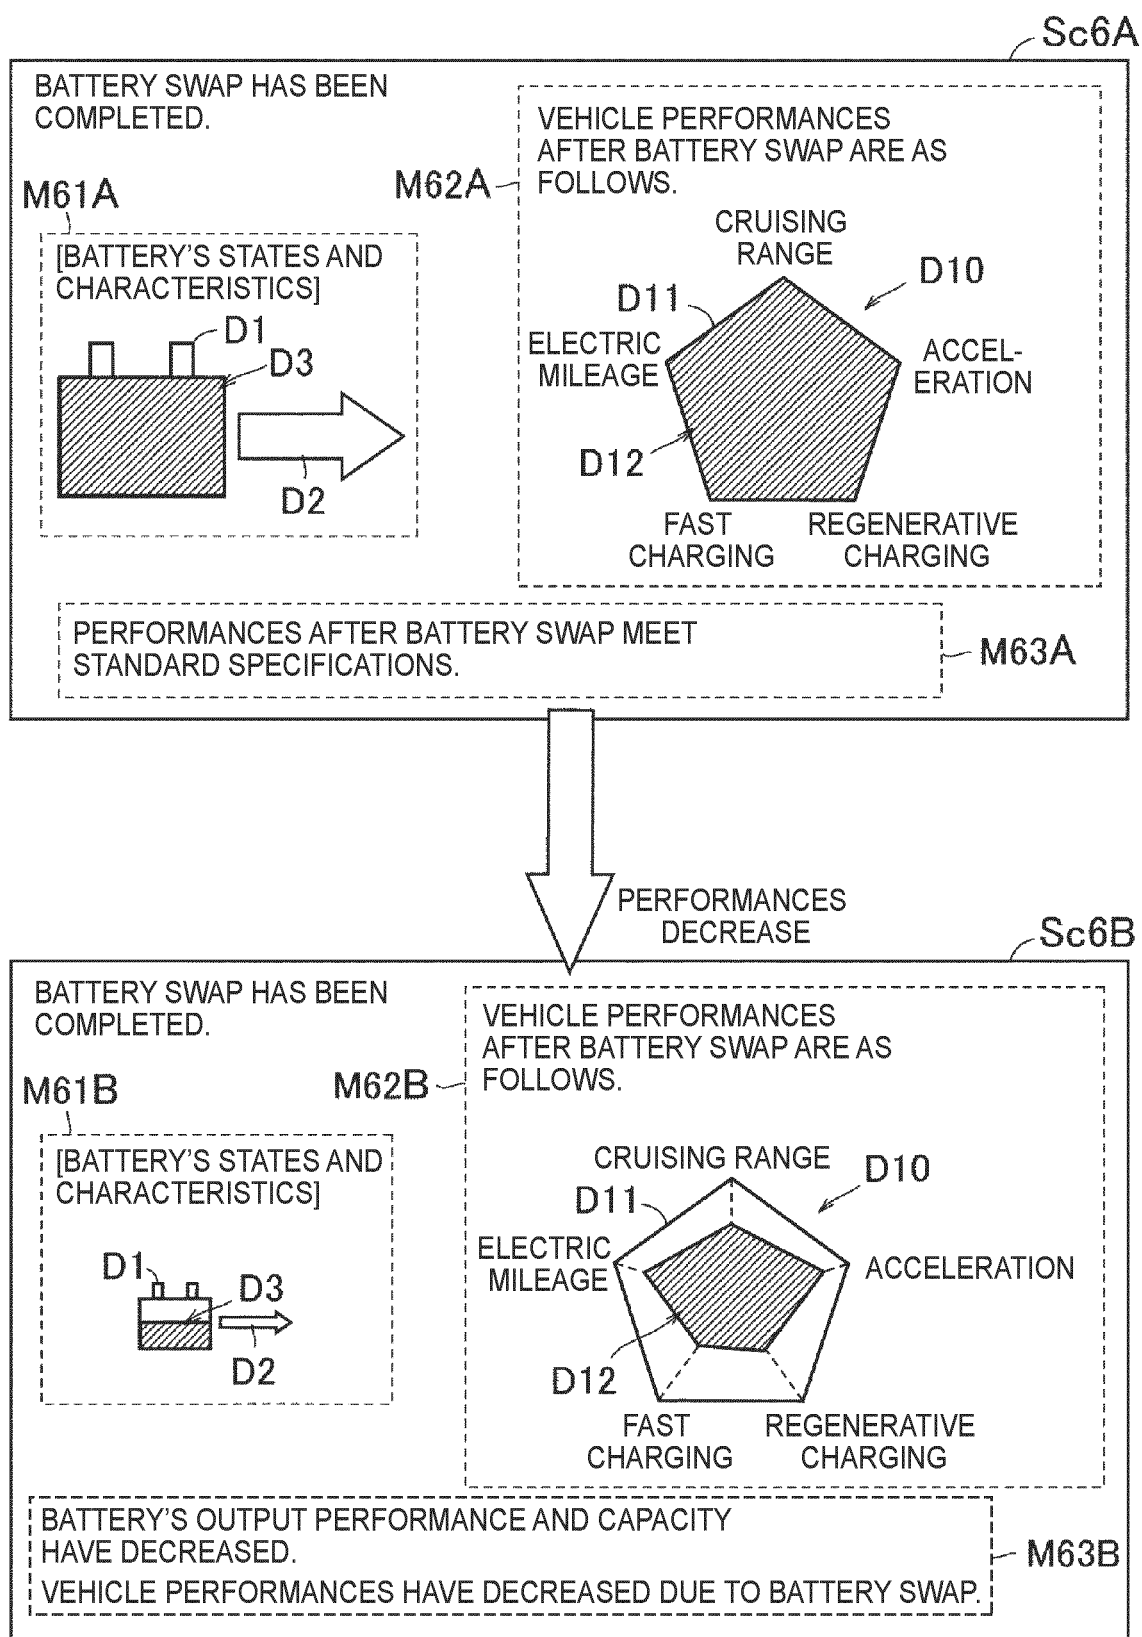 Sc6A
BATTERY SWAP HAS BEEN
COMPLETED.
M61A
[BATTERY'S STATES AND
CHARACTERISTICS]
D1
D3
D2
M62A
VEHICLE PERFORMANCES
AFTER BATTERY SWAP ARE AS
FOLLOWS.
CRUISING
RANGE
D10
D11
ELECTRIC
MILEAGE
ACCEL-
ERATION
D12
FAST
CHARGING
REGENERATIVE
CHARGING
PERFORMANCES AFTER BATTERY SWAP MEET
STANDARD SPECIFICATIONS.
M63A
PERFORMANCES
DECREASE
Sc6B
BATTERY SWAP HAS BEEN
COMPLETED.
M61B
[BATTERY'S STATES AND
CHARACTERISTICS]
D1
D3
D2
M62B
VEHICLE PERFORMANCES
AFTER BATTERY SWAP ARE AS
FOLLOWS.
CRUISING RANGE
D10
D11
ELECTRIC
MILEAGE
ACCELERATION
D12
FAST
CHARGING
REGENERATIVE
CHARGING
BATTERY'S OUTPUT PERFORMANCE AND CAPACITY
HAVE DECREASED.
VEHICLE PERFORMANCES HAVE DECREASED DUE TO BATTERY SWAP.
M63B